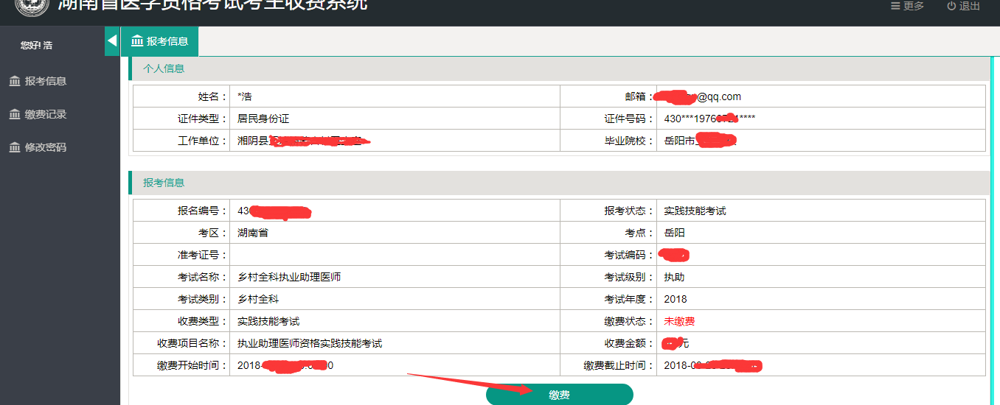 湖南省医学资格考试考生收费系统
更多 退出
您好! 浩
报考信息
报考信息
缴费记录
修改密码
个人信息
姓名： *浩 邮箱： @qq.com
证件类型： 居民身份证 证件号码： 430***1976 ****
工作单位： 湘阴县 毕业院校： 岳阳市
报考信息
报名编号： 43 报考状态： 实践技能考试
考区： 湖南省 考点： 岳阳
准考证号： 考试编码：
考试名称： 乡村全科执业助理医师 考试级别： 执助
考试类别： 乡村全科 考试年度： 2018
收费类型： 实践技能考试 缴费状态： 未缴费
收费项目名称： 执业助理医师资格实践技能考试 收费金额： 元
缴费开始时间： 2018- 缴费截止时间： 2018-0
缴费